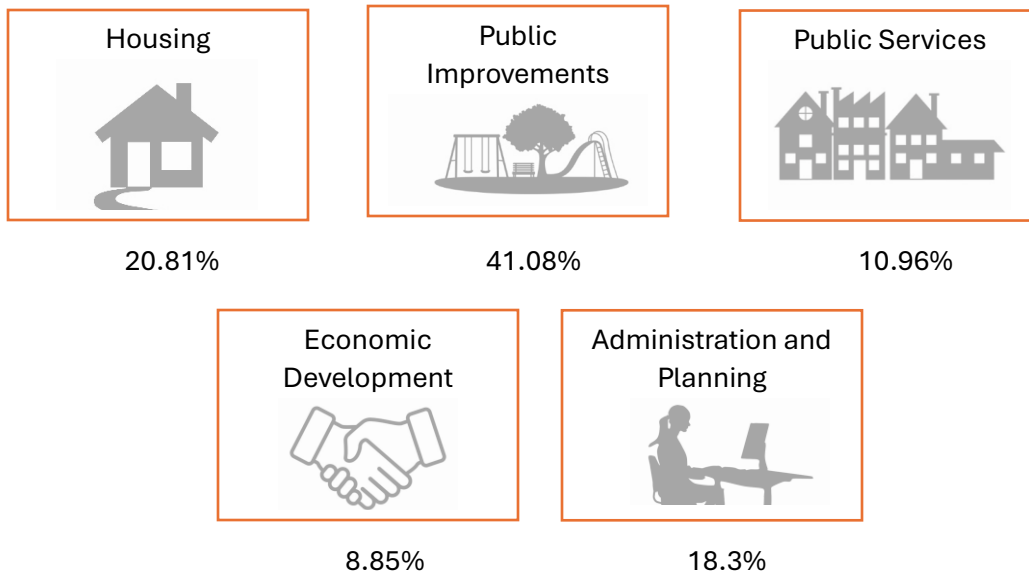 Housing
Public
Improvements
Public Services
20.81%
41.08%
10.96%
Economic
Development
Administration and
Planning
8.85%
18.3%